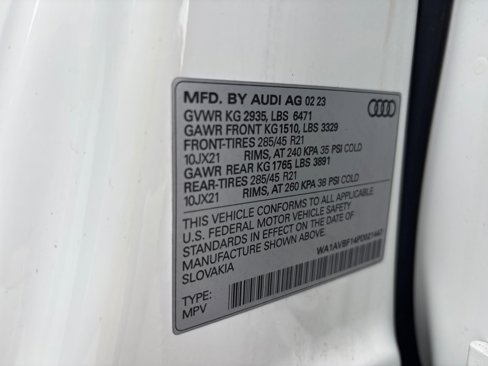 MFD. BY AUDI AG 02 23
GVWR KG 2935, LBS 6471
GAWR FRONT KG 1510, LBS 3329
FRONT-TIRES 285/45 R21
10JX21 RIMS, AT 240 KPA 35 PSI COLD
GAWR REAR KG 1765, LBS 3891
REAR-TIRES 285/45 R21
10JX21 RIMS, AT 260 KPA 38 PSI COLD
THIS VEHICLE CONFORMS TO ALL APPLICABLE
U.S. FEDERAL MOTOR VEHICLE SAFETY
STANDARDS IN EFFECT ON THE DATE OF
MANUFACTURE SHOWN ABOVE.
SLOVAKIA
TYPE:
MPV